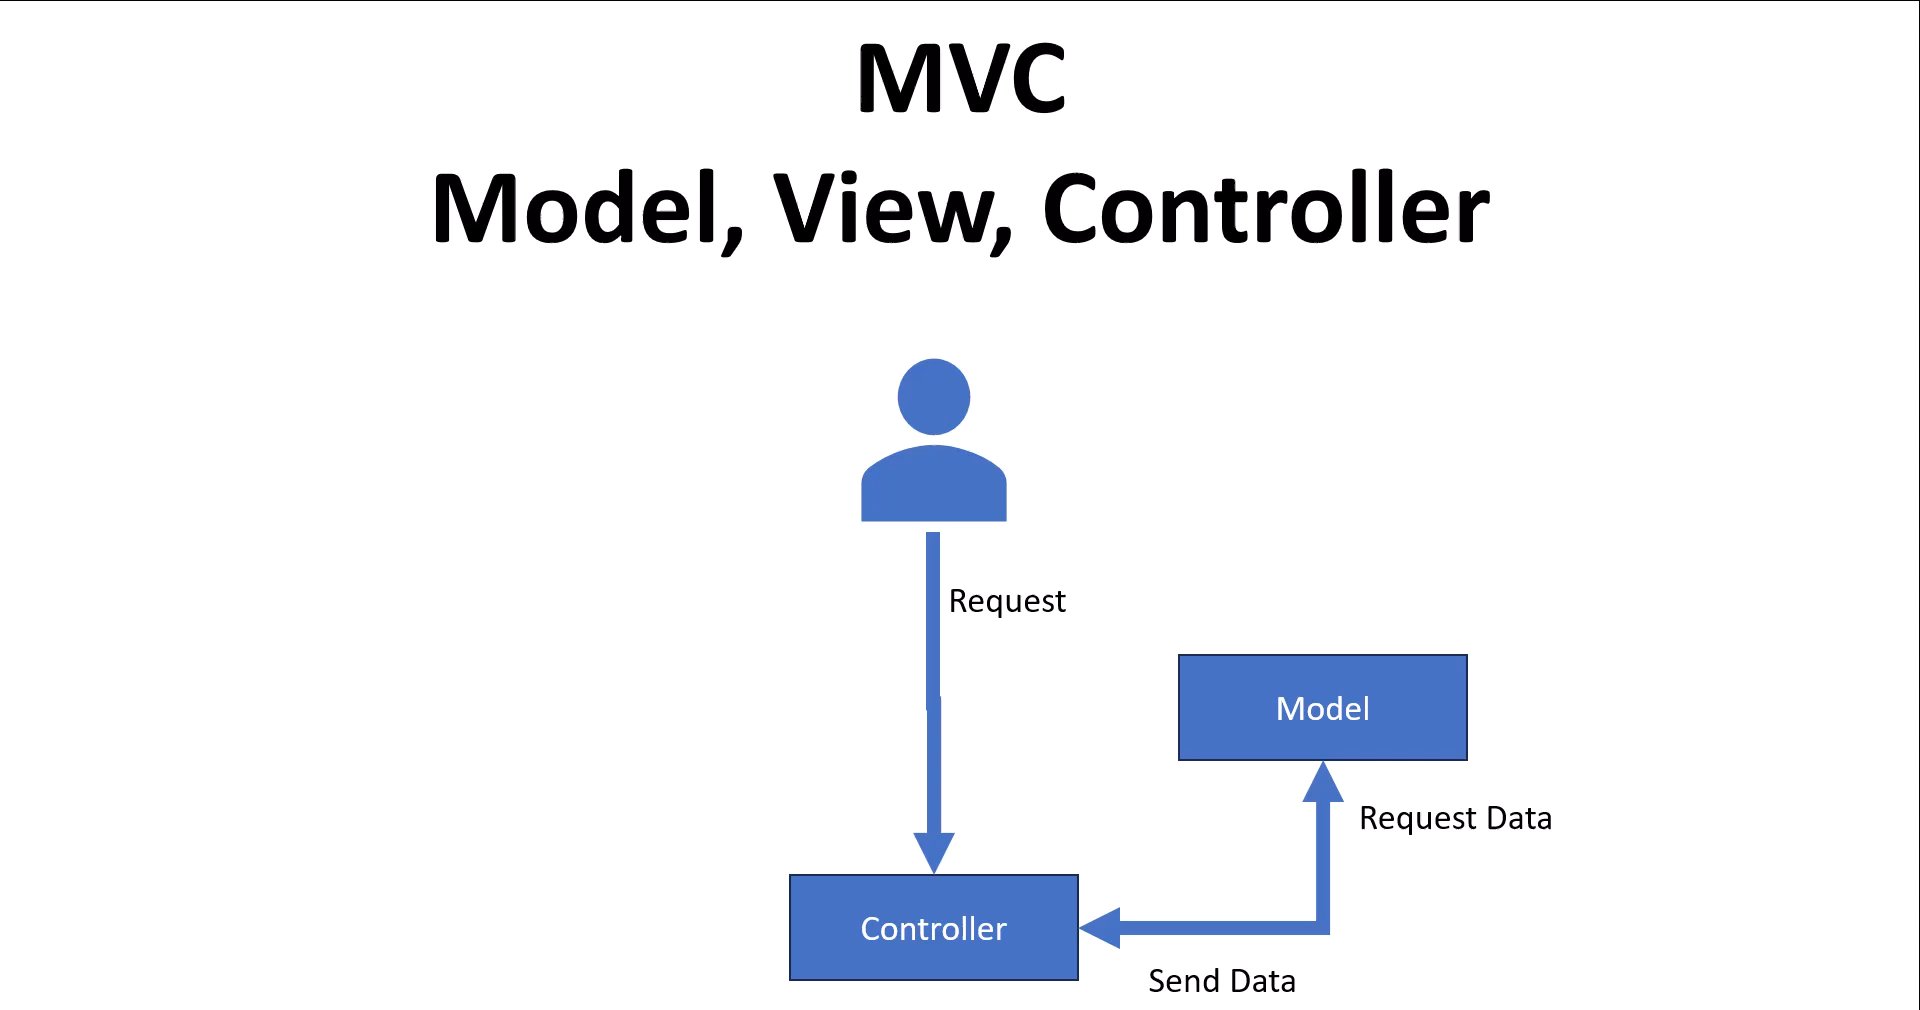 MVC
Model, View, Controller
Request
Model
Request Data
Controller
Send Data